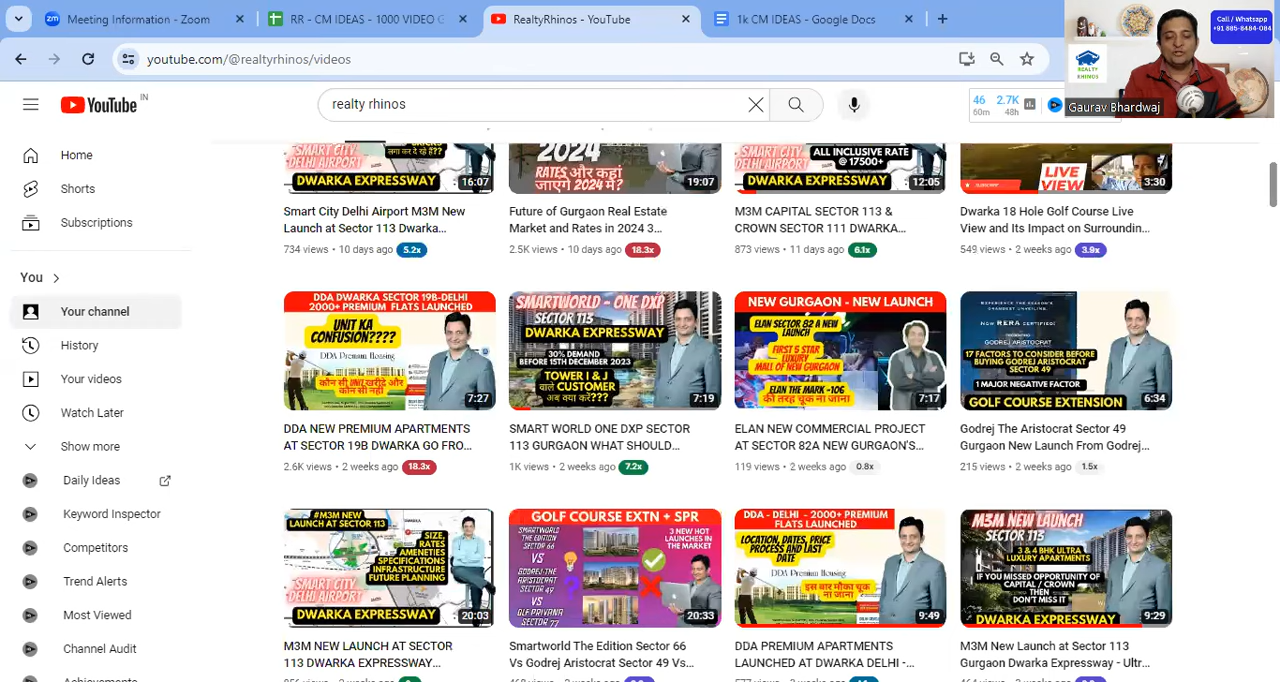 Meeting Information - Zoom
RR - CM IDEAS - 1000 VIDEO G
RealtyRhinos - YouTube
1k CM IDEAS - Google Docs
youtube.com/@realtyrhinos/videos
Call / Whatsapp
+91 885-8484-084
REALTY
RHINOS
Gaurav Bhardwaj
YouTube IN
realty rhinos
46 2.7K
60m 48h
Home
Shorts
Subscriptions
You
Your channel
History
Your videos
Watch Later
Show more
Daily Ideas
Keyword Inspector
Competitors
Trend Alerts
Most Viewed
Channel Audit
SMART CITY
DELHI AIRPORT
DWARKA EXPRESSWAY
16:07
2024
RATES और कहां
जाएंगे 2024 में?
19:07
SMART CITY
DELHI AIRPORT
ALL INCLUSIVE RATE
@ 17500+
DWARKA EXPRESSWAY
12:05
LIVE
VIEW
3:30
Smart City Delhi Airport M3M New
Launch at Sector 113 Dwarka...
734 views • 10 days ago 5.2x
Future of Gurgaon Real Estate
Market and Rates in 2024 3...
2.5K views • 10 days ago 18.3x
M3M CAPITAL SECTOR 113 &
CROWN SECTOR 111 DWARKA...
873 views • 11 days ago 6.1x
Dwarka 18 Hole Golf Course Live
View and Its Impact on Surroundin...
549 views • 2 weeks ago 3.9x
DDA DWARKA SECTOR 19B-DELHI
2000+ PREMIUM FLATS LAUNCHED
UNIT KA
CONFUSION????
DDA Premium Housing
कौन सी UNIT खरीदें और
कौन सी नहीं
7:27
SMARTWORLD - ONE DXP
SECTOR 113
DWARKA EXPRESSWAY
30% DEMAND
BEFORE 15TH DECEMBER 2023
TOWER I & J
वाले CUSTOMER
अब क्या करें???
7:19
NEW GURGAON - NEW LAUNCH
ELAN SECTOR 82 A NEW
LAUNCH
FIRST 5 STAR
LUXURY
MALL OF NEW GURGAON
ELAN THE MARK -106
की तरह चूक ना जाना
7:17
NOW RERA CERTIFIED!
GODREJ ARISTOCRAT
17 FACTORS TO CONSIDER BEFORE
BUYING GODREJ ARISTOCRAT
SECTOR 49
1 MAJOR NEGATIVE FACTOR
GOLF COURSE EXTENSION
6:34
DDA NEW PREMIUM APARTMENTS
AT SECTOR 19B DWARKA GO FRO...
2.6K views • 2 weeks ago 18.3x
SMART WORLD ONE DXP SECTOR
113 GURGAON WHAT SHOULD...
1K views • 2 weeks ago 7.2x
ELAN NEW COMMERCIAL PROJECT
AT SECTOR 82A NEW GURGAON'S...
119 views • 2 weeks ago 0.8x
Godrej The Aristocrat Sector 49
Gurgaon New Launch From Godrej...
215 views • 2 weeks ago 1.5x
#M3M NEW
LAUNCH AT SECTOR 113
SIZE,
RATES
AMENETIES
SPECIFICATIONS
INFRASTRUCTURE
FUTURE PLANNING
SMART CITY
DELHI AIRPORT
DWARKA EXPRESSWAY
20:03
GOLF COURSE EXTN + SPR
SMARTWORLD
THE EDITION
SECTOR 66
VS
GODREJ
ARISTOCRAT
SECTOR 49
VS
DLF PRIVANA
SECTOR 77
3 NEW HOT
LAUNCHES IN
THE MARKET
20:33
DDA - DELHI - 2000+ PREMIUM
FLATS LAUNCHED
LOCATION, DATES, PRICE
PROCESS AND LAST
DATE
DDA Premium Housing
इस बार मौका चूक
ना जाना
9:49
M3M NEW LAUNCH
SECTOR 113
3 & 4 BHK ULTRA
LUXURY APARTMENTS
IF YOU MISSED OPPORTUNITY OF
CAPITAL / CROWN
THEN
DON'T MISS IT
DWARKA EXPRESSWAY
9:29
M3M NEW LAUNCH AT SECTOR
113 DWARKA EXPRESSWAY...
Smartworld The Edition Sector 66
Vs Godrej Aristocrat Sector 49 Vs...
DDA PREMIUM APARTMENTS
LAUNCHED AT DWARKA DELHI -...
M3M New Launch at Sector 113
Gurgaon Dwarka Expressway - Ultr...